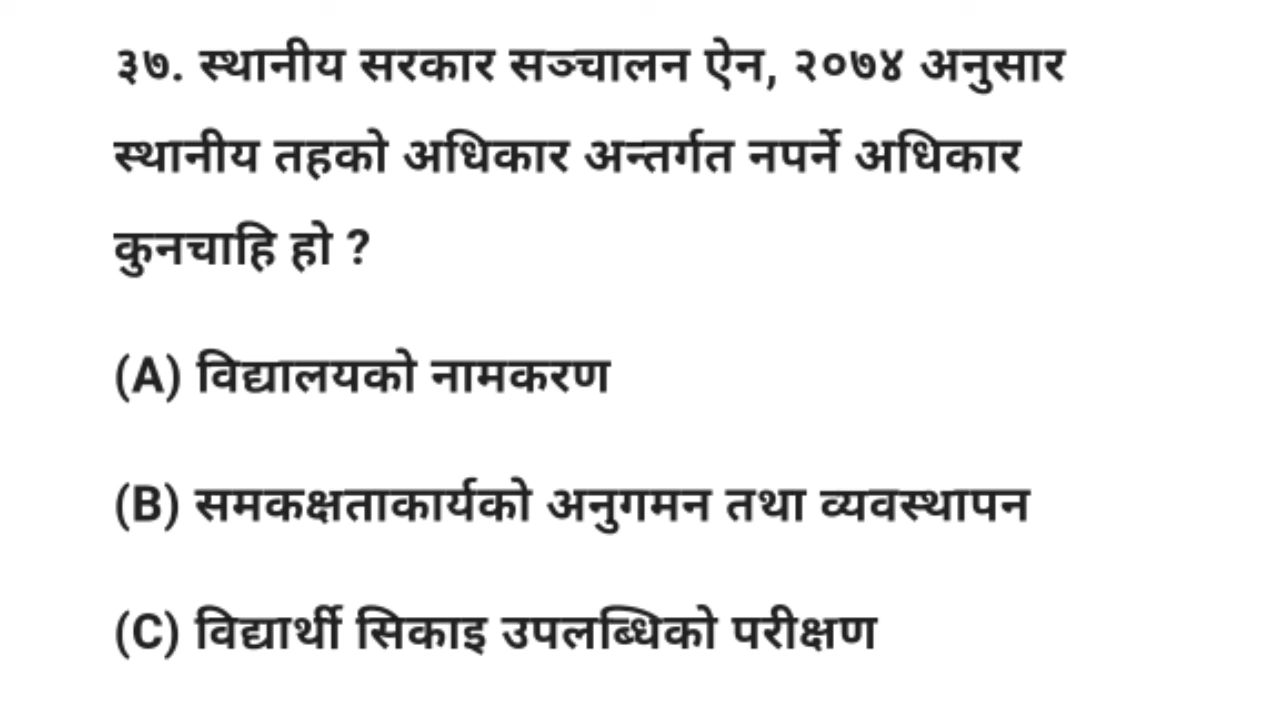 ३७. स्थानीय सरकार सञ्चालन ऐन, २०७४ अनुसार
स्थानीय तहको अधिकार अन्तर्गत नपर्ने अधिकार
कुनचाहि हो ?
(A) विद्यालयको नामकरण
(B) समकक्षताकार्यको अनुगमन तथा व्यवस्थापन
(C) विद्यार्थी सिकाइ उपलब्धिको परीक्षण